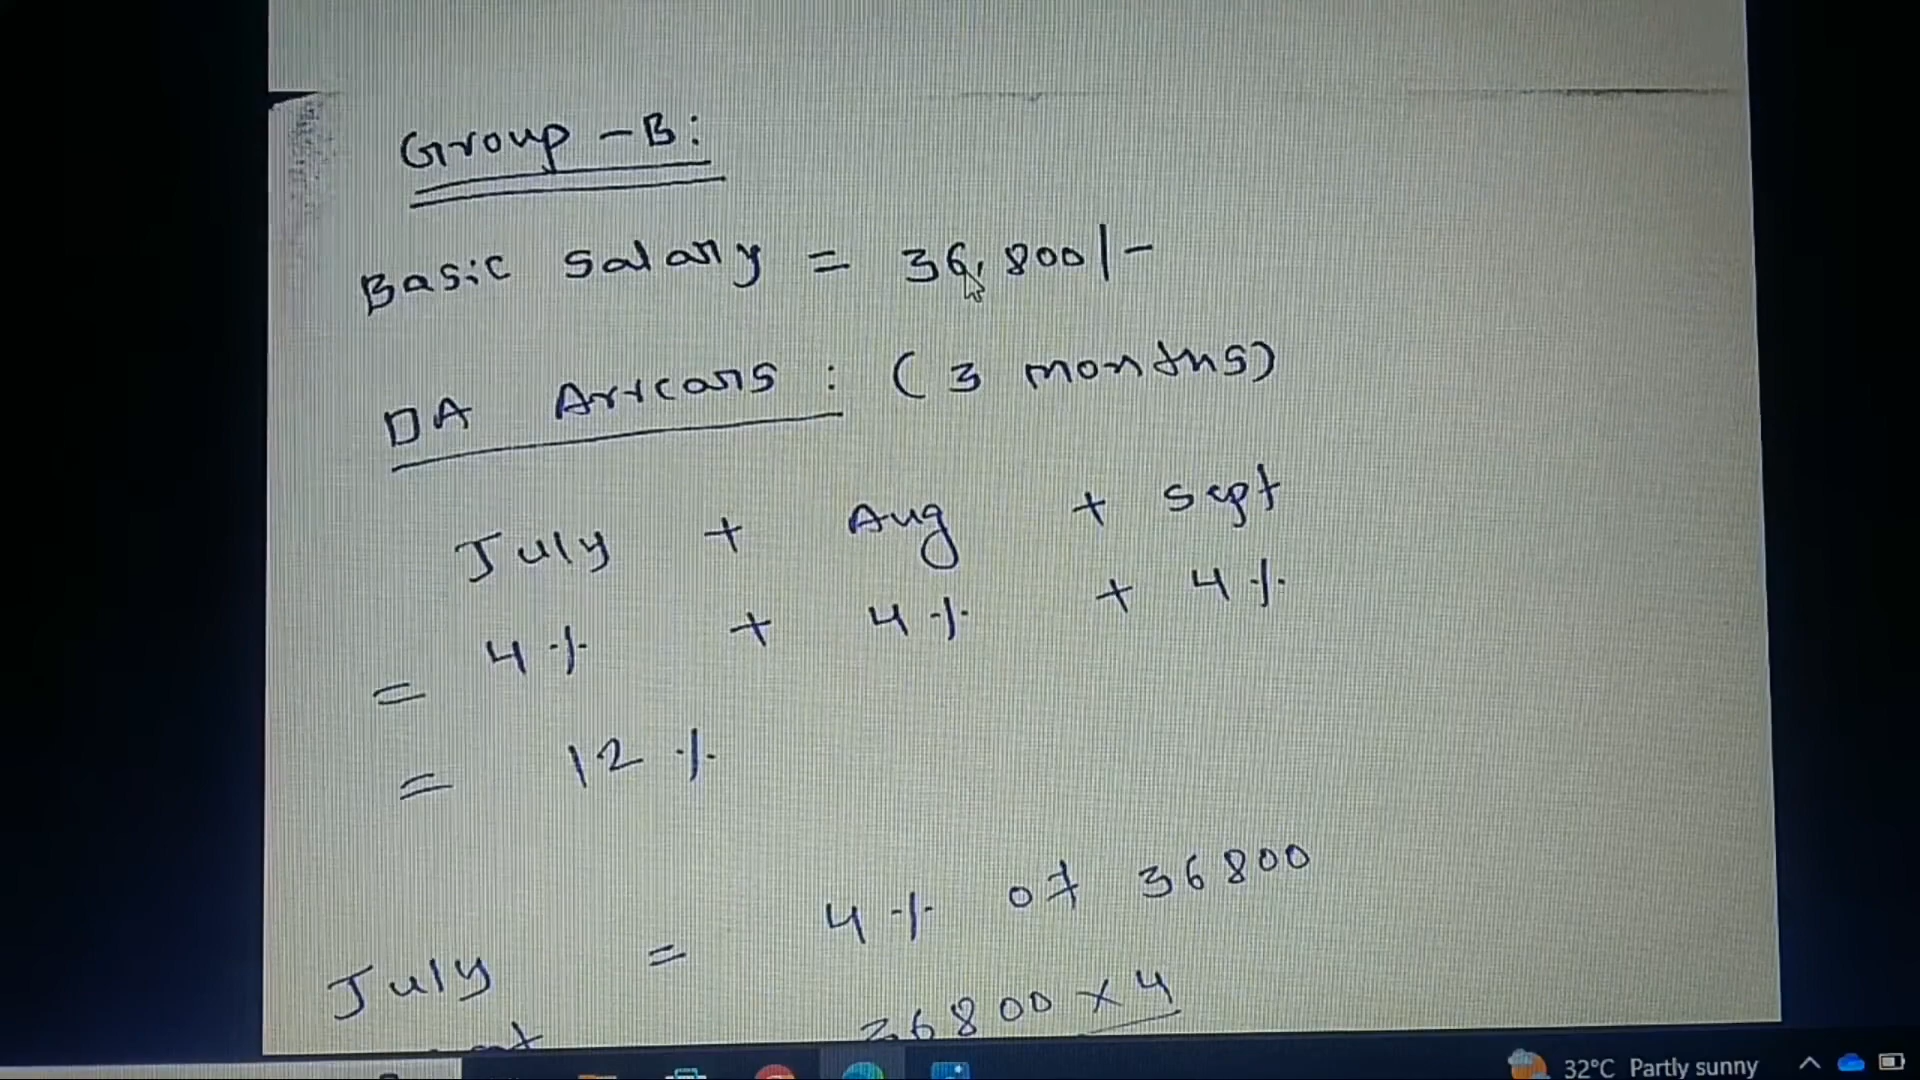 Group - B:
Basic salary = 36,800/-
DA Arrears : (3 months)
July + Aug + Sept
= 4% + 4% + 4%
= 12%
July = 4% of 36800
36800 x 4
32°C Partly sunny